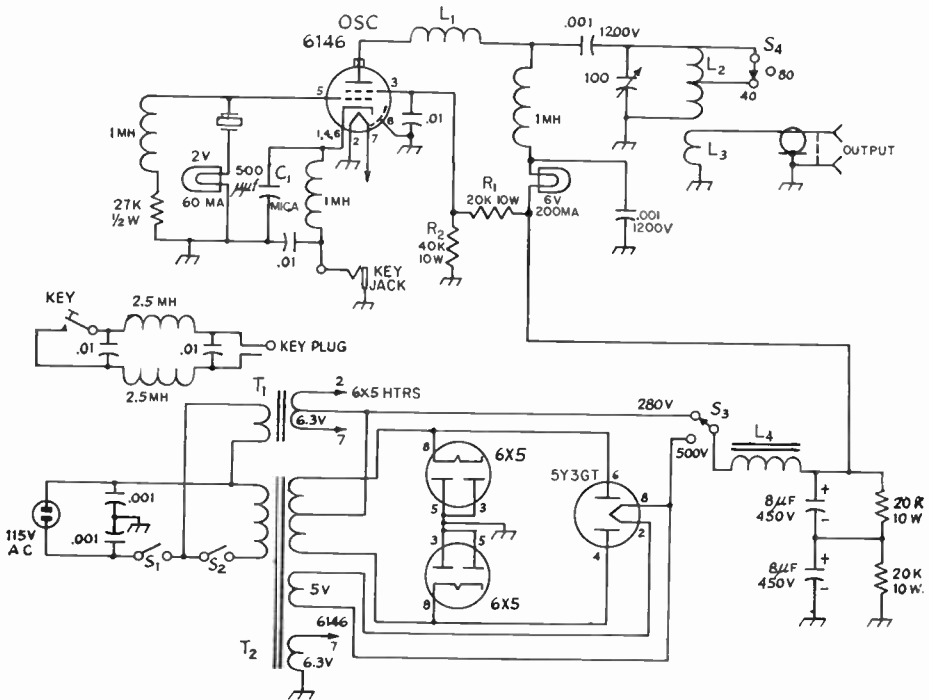 OSC
6146
L1
.001
1200V
S4
L2
80
40
100
5
3
8
1,4,6
2
7
.01
1MH
1MH
1MH
2V
60 MA
500
μμf
C1
MICA
27K
½W
.01
KEY
JACK
R2
40K
10W
R1
20K 10W
6V
200MA
.001
1200V
L3
OUTPUT
KEY
2.5 MH
.01
.01
KEY PLUG
2.5MH
T1
2
6X5 HTRS
6.3V
7
280V
S3
500V
L4
8
6X5
5
3
3
5
8
6X5
5Y3GT
6
8
2
4
115V
AC
.001
.001
S1
S2
5V
6146
7
6.3V
T2
+
8μF
450V
-
20K
10W
+
8μF
450V
-
20K
10W.